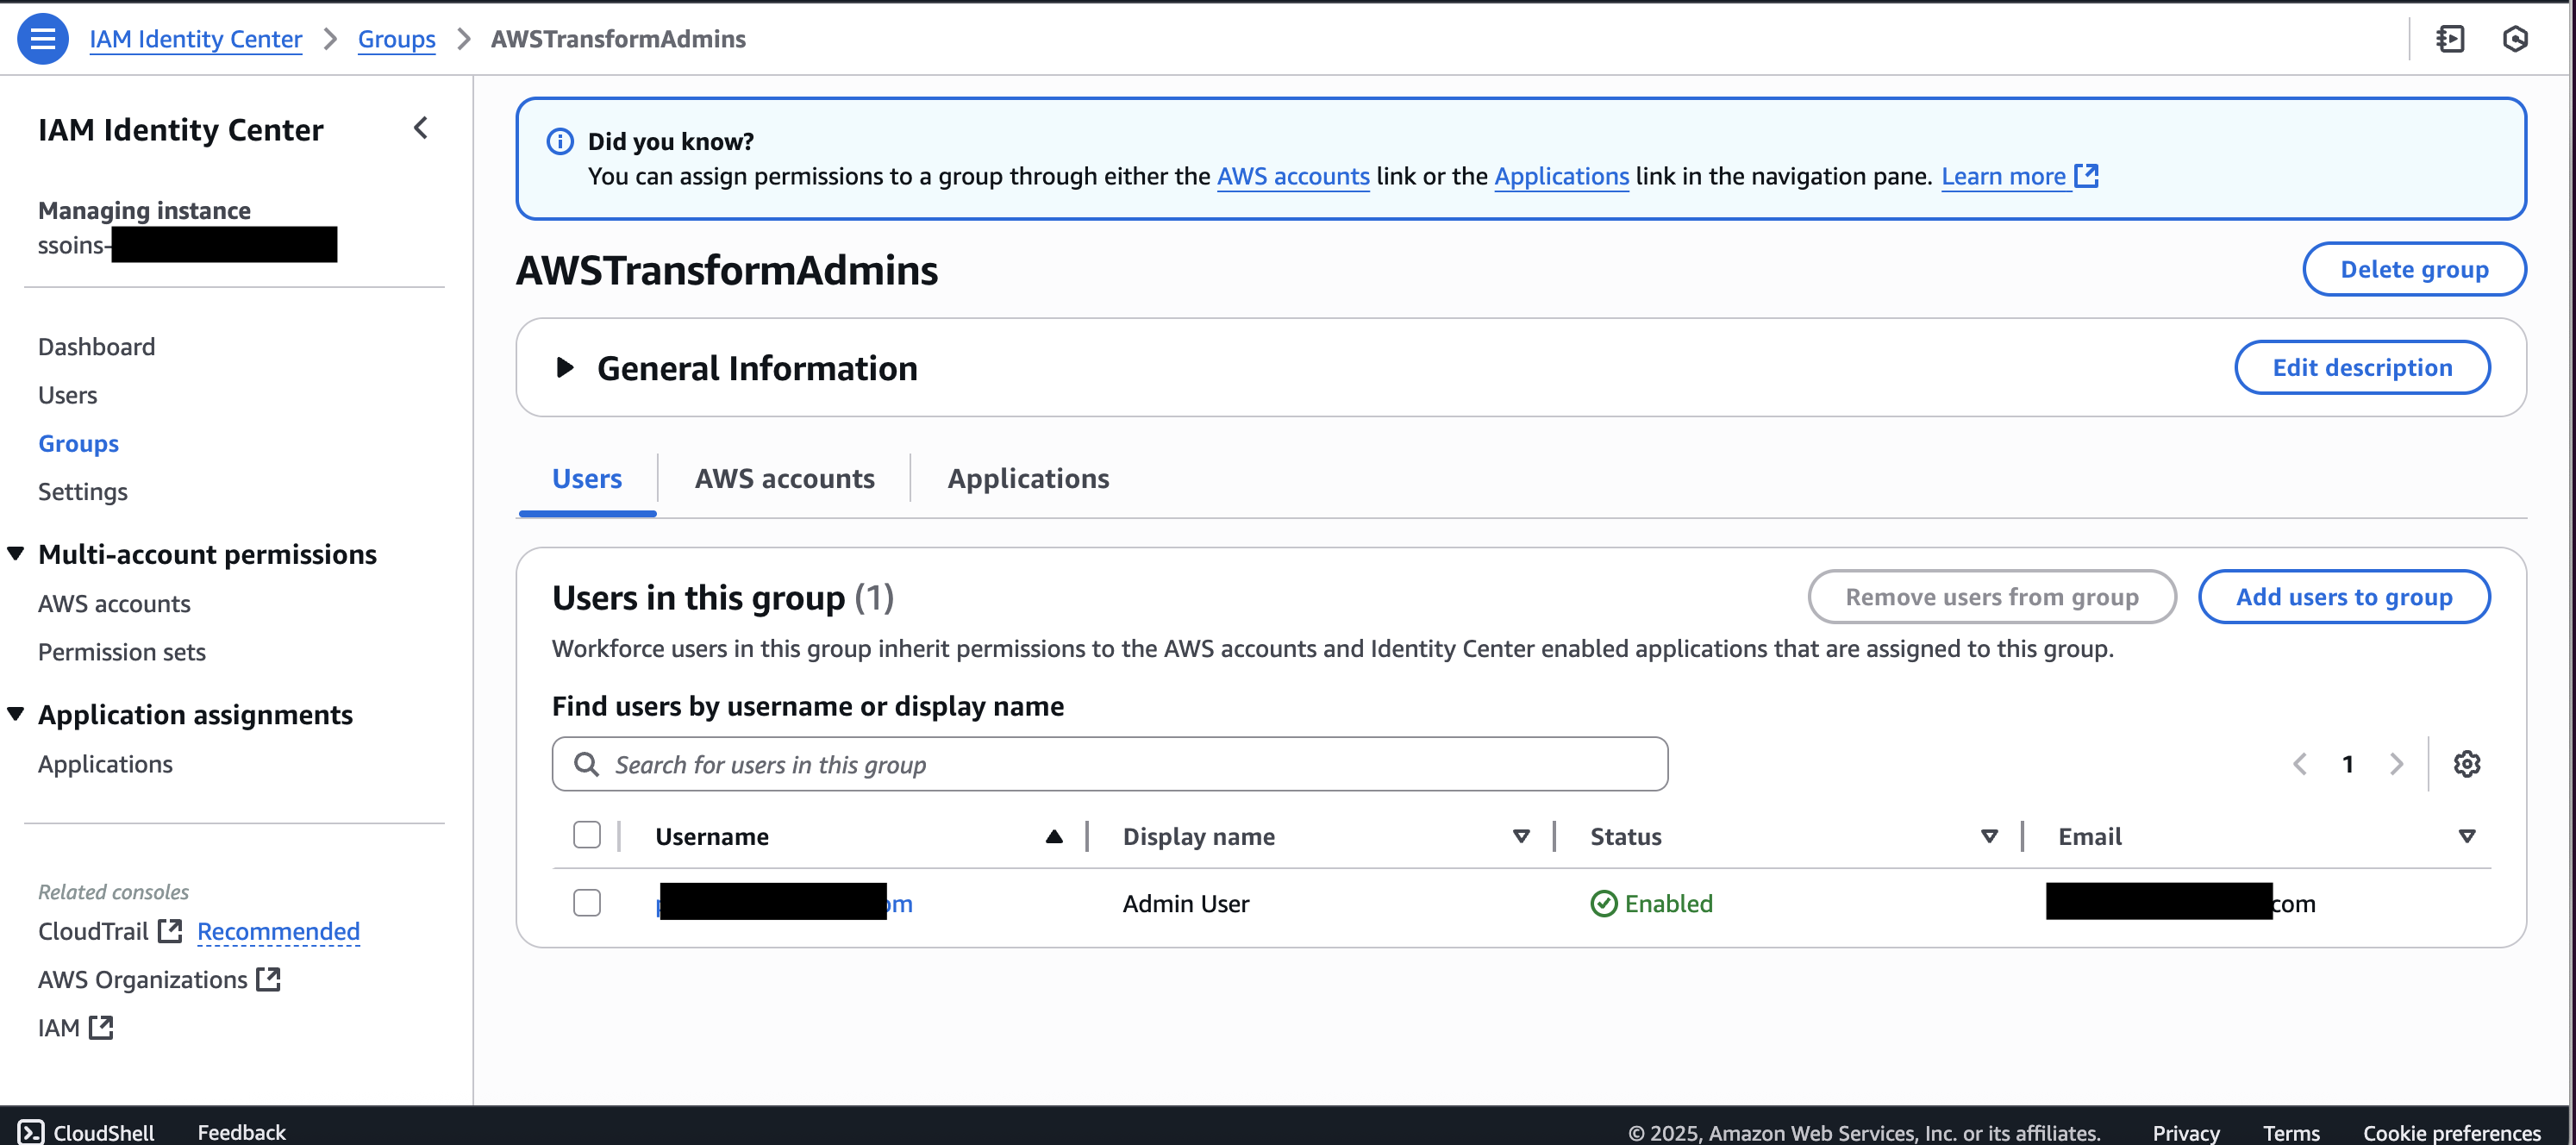 IAM Identity Center > Groups > AWSTransformAdmins
IAM Identity Center
Managing instance
ssoins-
Dashboard
Users
Groups
Settings
Multi-account permissions
AWS accounts
Permission sets
Application assignments
Applications
Related consoles
CloudTrail Recommended
AWS Organizations
IAM
Did you know?
You can assign permissions to a group through either the AWS accounts link or the Applications link in the navigation pane. Learn more
AWSTransformAdmins
Delete group
General Information
Edit description
Users
AWS accounts
Applications
Users in this group (1)
Remove users from group
Add users to group
Workforce users in this group inherit permissions to the AWS accounts and Identity Center enabled applications that are assigned to this group.
Find users by username or display name
Search for users in this group
1
Username Display name Status Email
Admin User Enabled com
CloudShell Feedback © 2025, Amazon Web Services, Inc. or its affiliates. Privacy Terms Cookie preferences